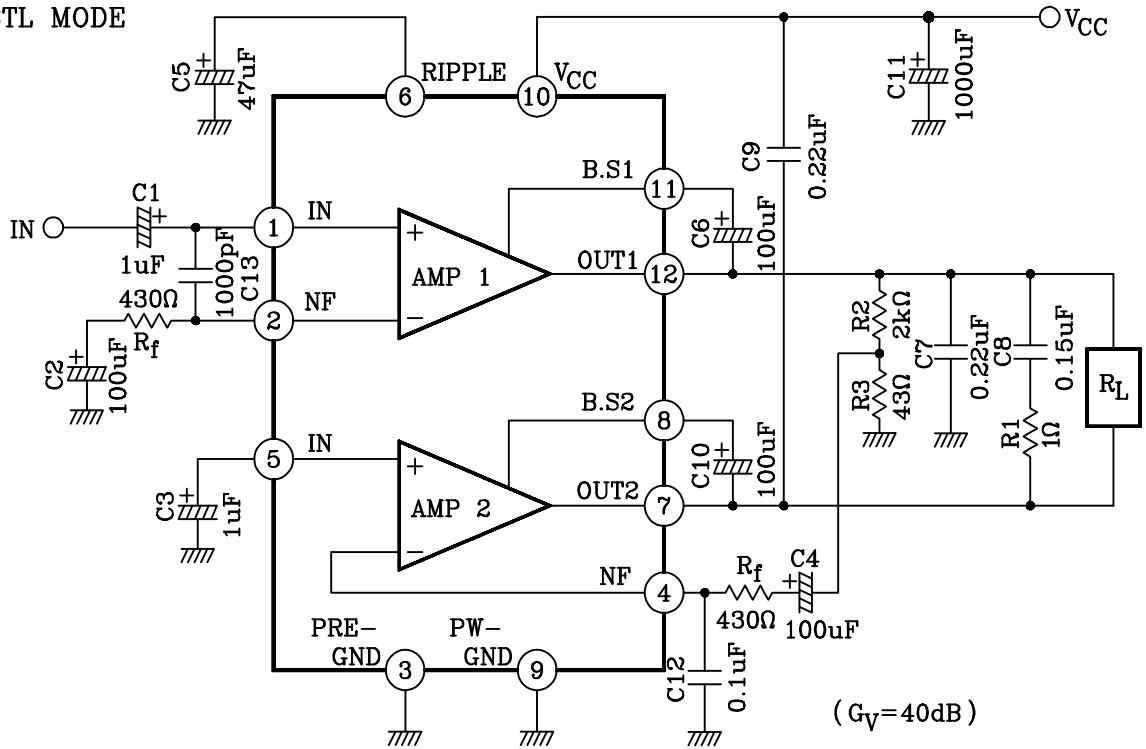 TL MODE
VCC
C5
47uF
RIPPLE
VCC
6
10
C11
1000uF
C9
0.22uF
B.S1
11
C6
100uF
C1
1uF
IN
1
IN
1000pF
C13
AMP 1
+
−
OUT1
12
430Ω
Rf
NF
2
C2
100uF
R2
2kΩ
R3
43Ω
C7
0.22uF
C8
0.15uF
RL
R1
1Ω
B.S2
8
C10
100uF
5
IN
C3
1uF
AMP 2
+
−
OUT2
7
NF
4
Rf
430Ω
C4
100uF
PRE-
GND
3
PW-
GND
9
C12
0.1uF
(GV=40dB)